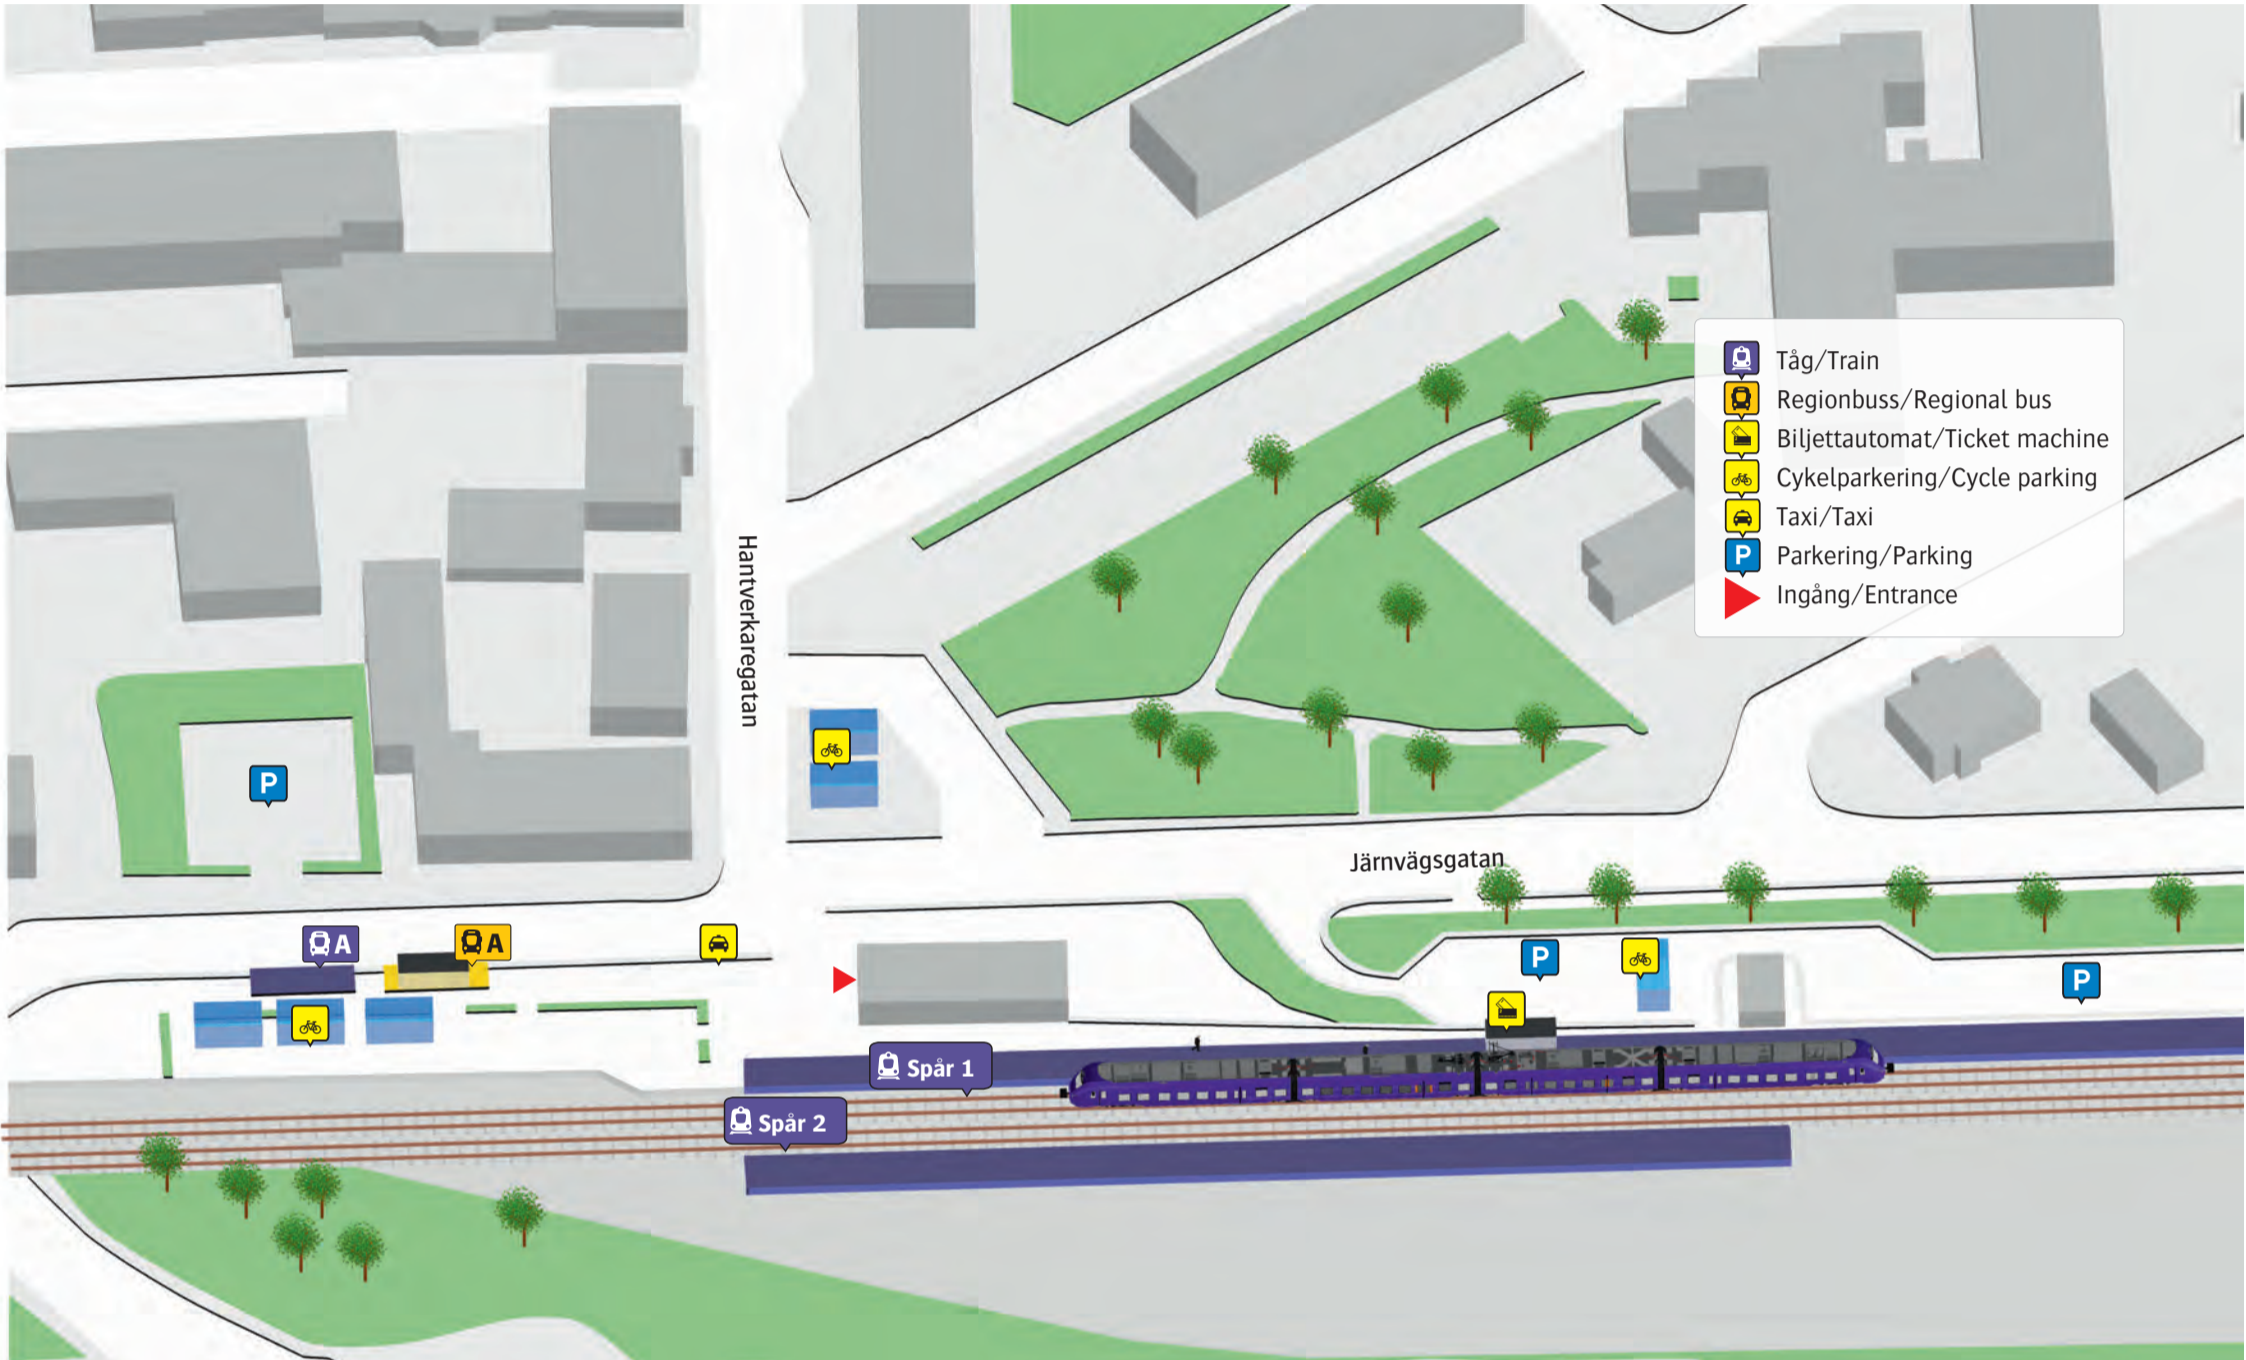 Tåg/Train
Regionbuss/Regional bus
Biljettautomat/Ticket machine
Cykelparkering/Cycle parking
Taxi/Taxi
P Parkering/Parking
Ingång/Entrance
Hantverkaregatan
P
Järnvägsgatan
A
A
P
P
Spår 1
Spår 2